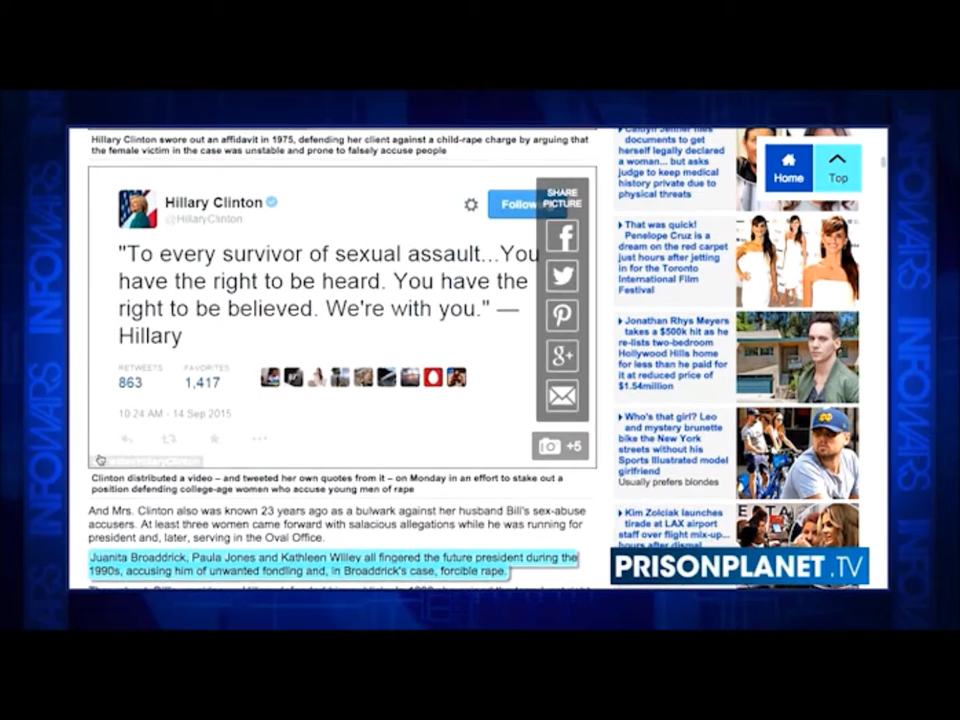 Hillary Clinton swore out an affidavit in 1975, defending her client against a child-rape charge by arguing that
the female victim in the case was unstable and prone to falsely accuse people
Hillary Clinton
@HillaryClinton
Follow
"To every survivor of sexual assault...You
have the right to be heard. You have the
right to be believed. We're with you." —
Hillary
RETWEETS
FAVORITES
863
1,417
10:24 AM - 14 Sep 2015
SHARE
PICTURE
+5
Clinton distributed a video – and tweeted her own quotes from it – on Monday in an effort to stake out a
position defending college-age women who accuse young men of rape
And Mrs. Clinton also was known 23 years ago as a bulwark against her husband Bill's sex-abuse
accusers. At least three women came forward with salacious allegations while he was running for
president and, later, serving in the Oval Office.
Juanita Broaddrick, Paula Jones and Kathleen Willey all fingered the future president during the
1990s, accusing him of unwanted fondling and, in Broaddrick's case, forcible rape.
Home
Top
documents to get
herself legally declared
a woman... but asks
judge to keep medical
history private due to
physical threats
That was quick!
Penelope Cruz is a
dream on the red carpet
just hours after jetting
in for the Toronto
International Film
Festival
Jonathan Rhys Meyers
takes a $500k hit as he
re-lists two-bedroom
Hollywood Hills home
for less than he paid for
it at reduced price of
$1.54million
Who's that girl? Leo
and mystery brunette
bike the New York
streets without his
Sports Illustrated model
girlfriend
Usually prefers blondes
Kim Zolciak launches
tirade at LAX airport
staff over flight mix-up...
hours after dismal
PRISONPLANET.TV
INFOWARS
INFOWARS